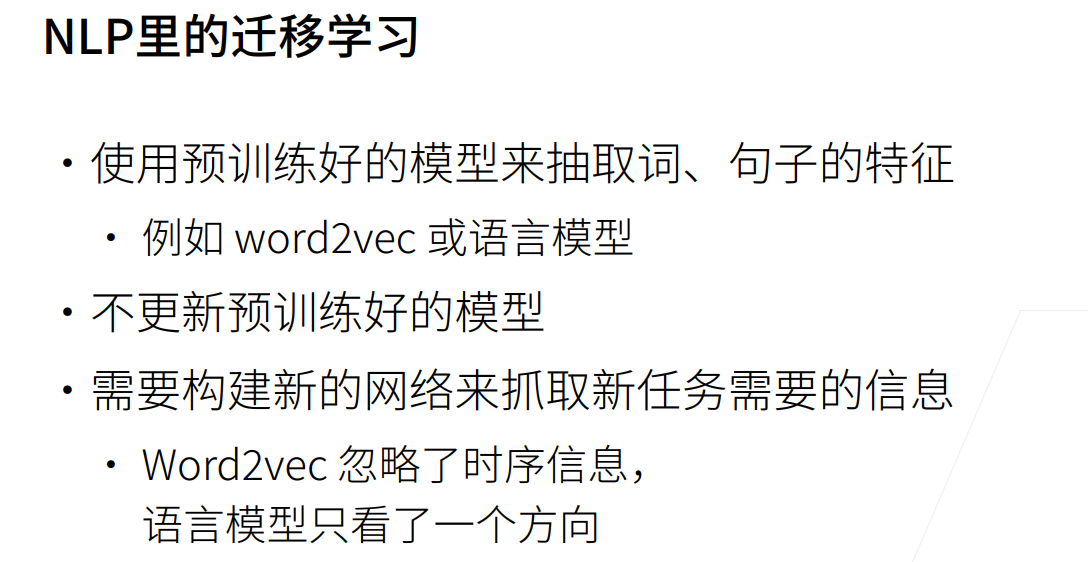 NLP里的迁移学习
• 使用预训练好的模型来抽取词、句子的特征
• 例如 word2vec 或语言模型
• 不更新预训练好的模型
• 需要构建新的网络来抓取新任务需要的信息
• Word2vec 忽略了时序信息，
语言模型只看了一个方向